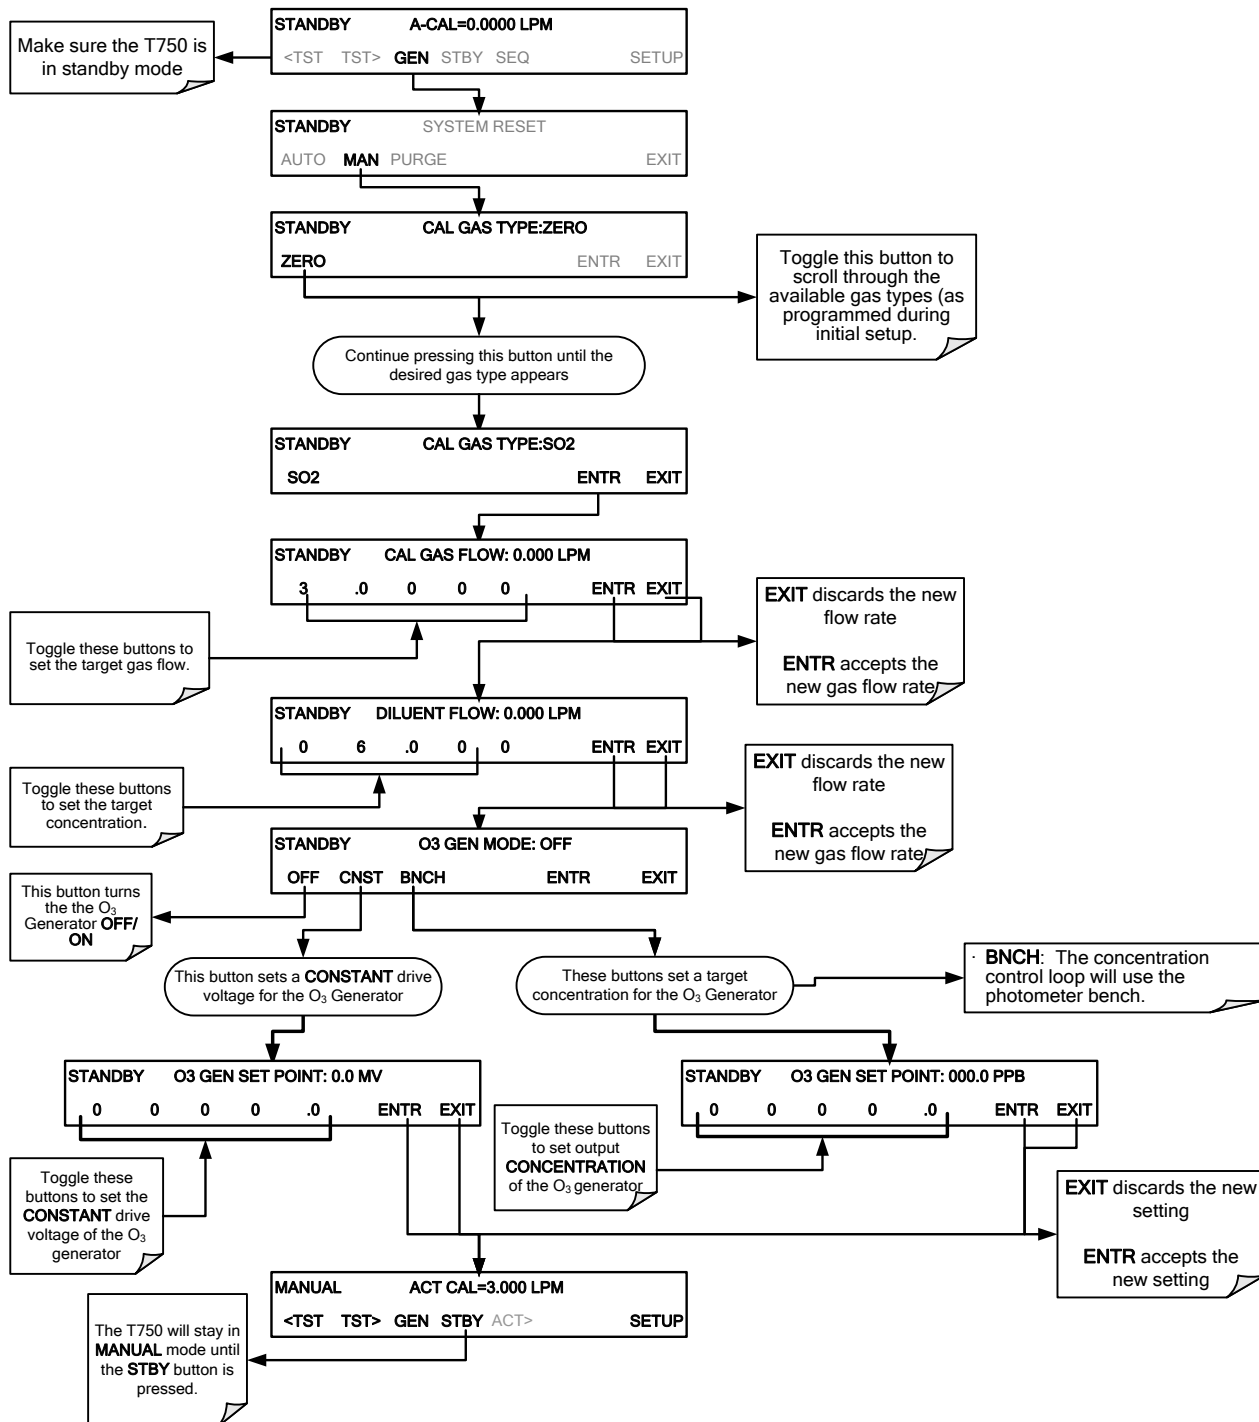 STANDBY A-CAL=0.0000 LPM
<TST TST> GEN STBY SEQ SETUP
Make sure the T750 is
in standby mode
STANDBY SYSTEM RESET
AUTO MAN PURGE EXIT
STANDBY CAL GAS TYPE:ZERO
ZERO ENTR EXIT
Toggle this button to
scroll through the
available gas types (as
programmed during
initial setup.
Continue pressing this button until the
desired gas type appears
STANDBY CAL GAS TYPE:SO2
SO2 ENTR EXIT
STANDBY CAL GAS FLOW: 0.000 LPM
3 .0 0 0 0 ENTR EXIT
EXIT discards the new
flow rate
ENTR accepts the
new gas flow rate
Toggle these buttons to
set the target gas flow.
STANDBY DILUENT FLOW: 0.000 LPM
0 6 .0 0 0 ENTR EXIT
EXIT discards the new
flow rate
ENTR accepts the
new gas flow rate
Toggle these buttons
to set the target
concentration.
STANDBY O3 GEN MODE: OFF
OFF CNST BNCH ENTR EXIT
This button turns
the the O₃
Generator OFF/
ON
This button sets a CONSTANT drive
voltage for the O₃ Generator
These buttons set a target
concentration for the O₃ Generator
· BNCH: The concentration
control loop will use the
photometer bench.
STANDBY O3 GEN SET POINT: 0.0 MV
0 0 0 0 .0 ENTR EXIT
STANDBY O3 GEN SET POINT: 000.0 PPB
0 0 0 0 .0 ENTR EXIT
Toggle these
buttons to set the
CONSTANT drive
voltage of the O₃
generator
Toggle these buttons
to set output
CONCENTRATION
of the O₃ generator
EXIT discards the new
setting
ENTR accepts the
new setting
MANUAL ACT CAL=3.000 LPM
<TST TST> GEN STBY ACT> SETUP
The T750 will stay in
MANUAL mode until
the STBY button is
pressed.